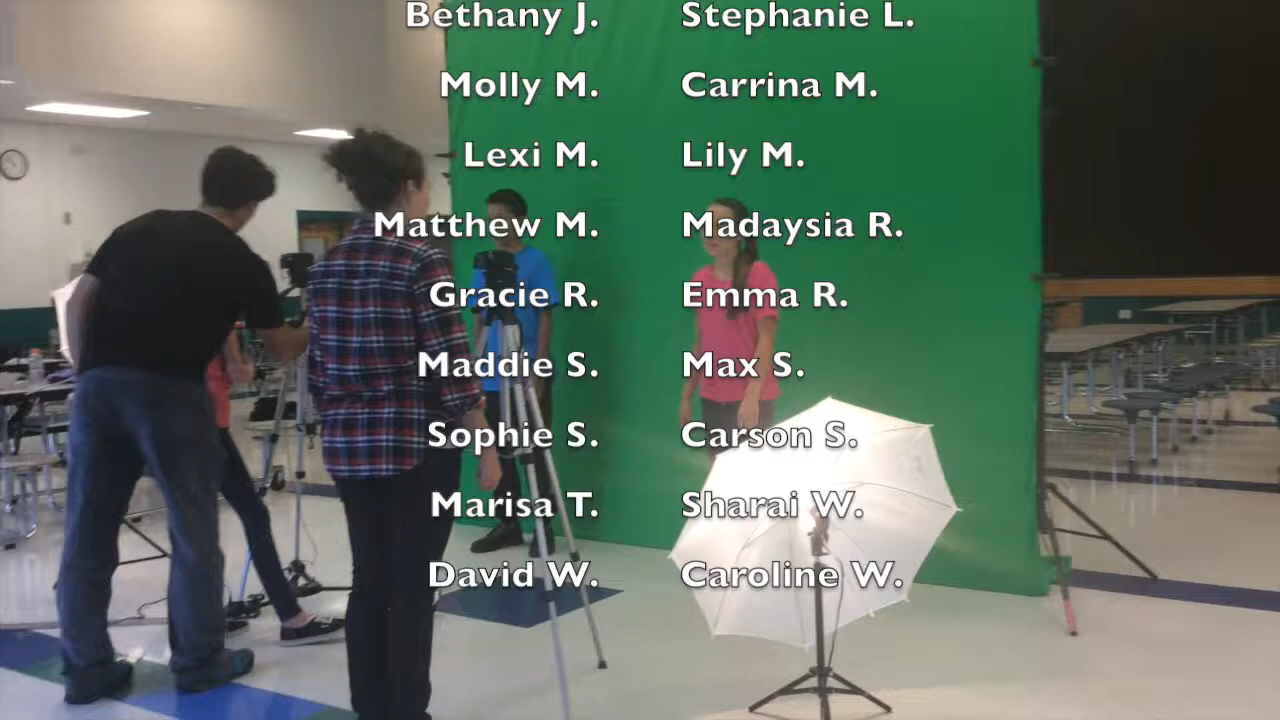 Bethany J. Stephanie L.
Molly M. Carrina M.
Lexi M. Lily M.
Matthew M. Madaysia R.
Gracie R. Emma R.
Maddie S. Max S.
Sophie S. Carson S.
Marisa T. Sharai W.
David W. Caroline W.